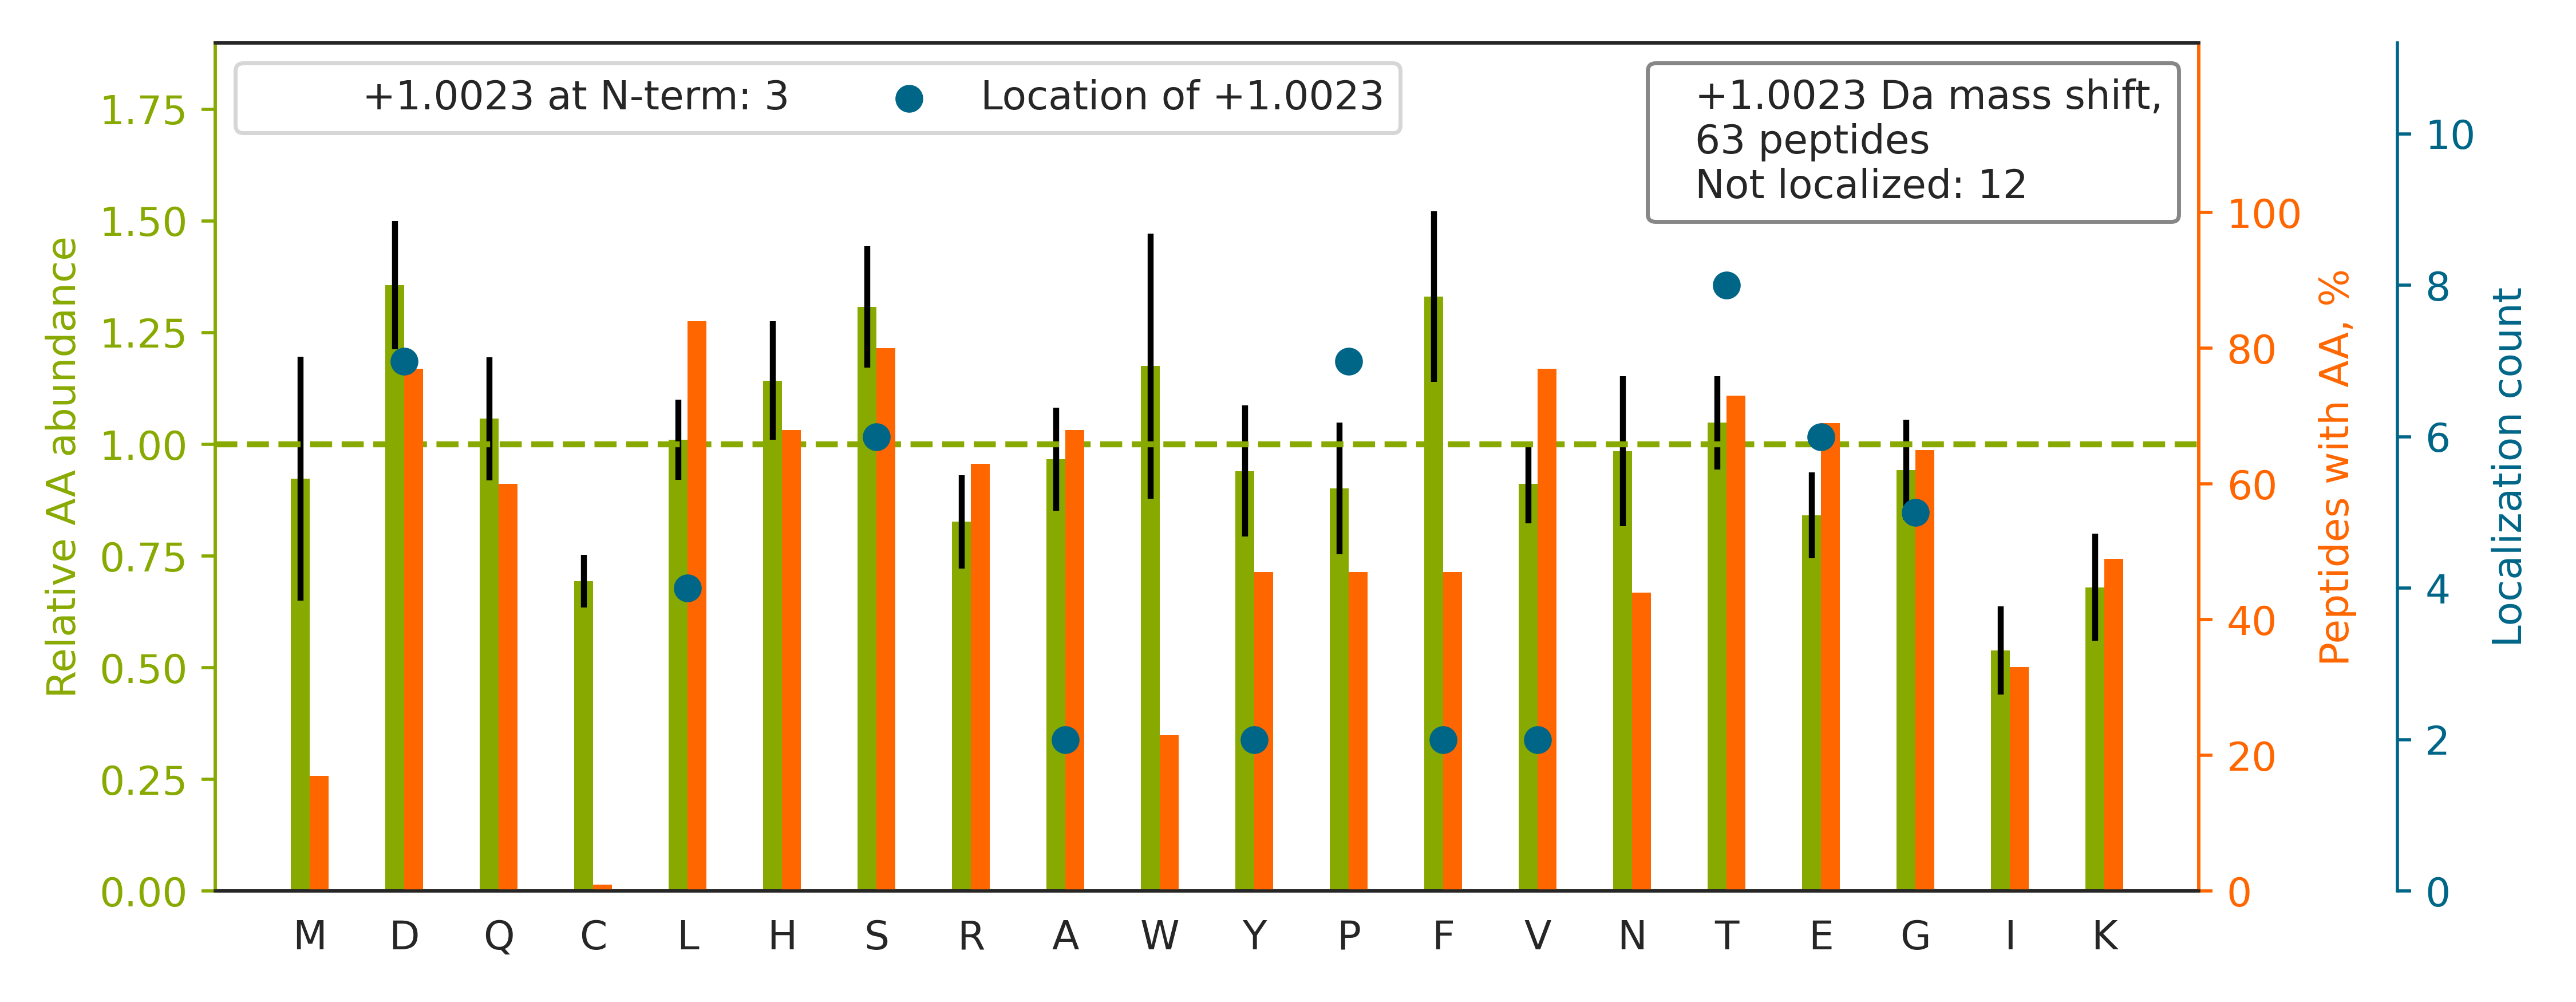 +1.0023 at N-term: 3
Location of +1.0023
+1.0023 Da mass shift,
63 peptides
Not localized: 12
Relative AA abundance
1.75
1.50
1.25
1.00
0.75
0.50
0.25
0.00
100
80
60
40
20
0
Peptides with AA, %
10
8
6
4
2
0
Localization count
M D Q C L H S R A W Y P F V N T E G I K